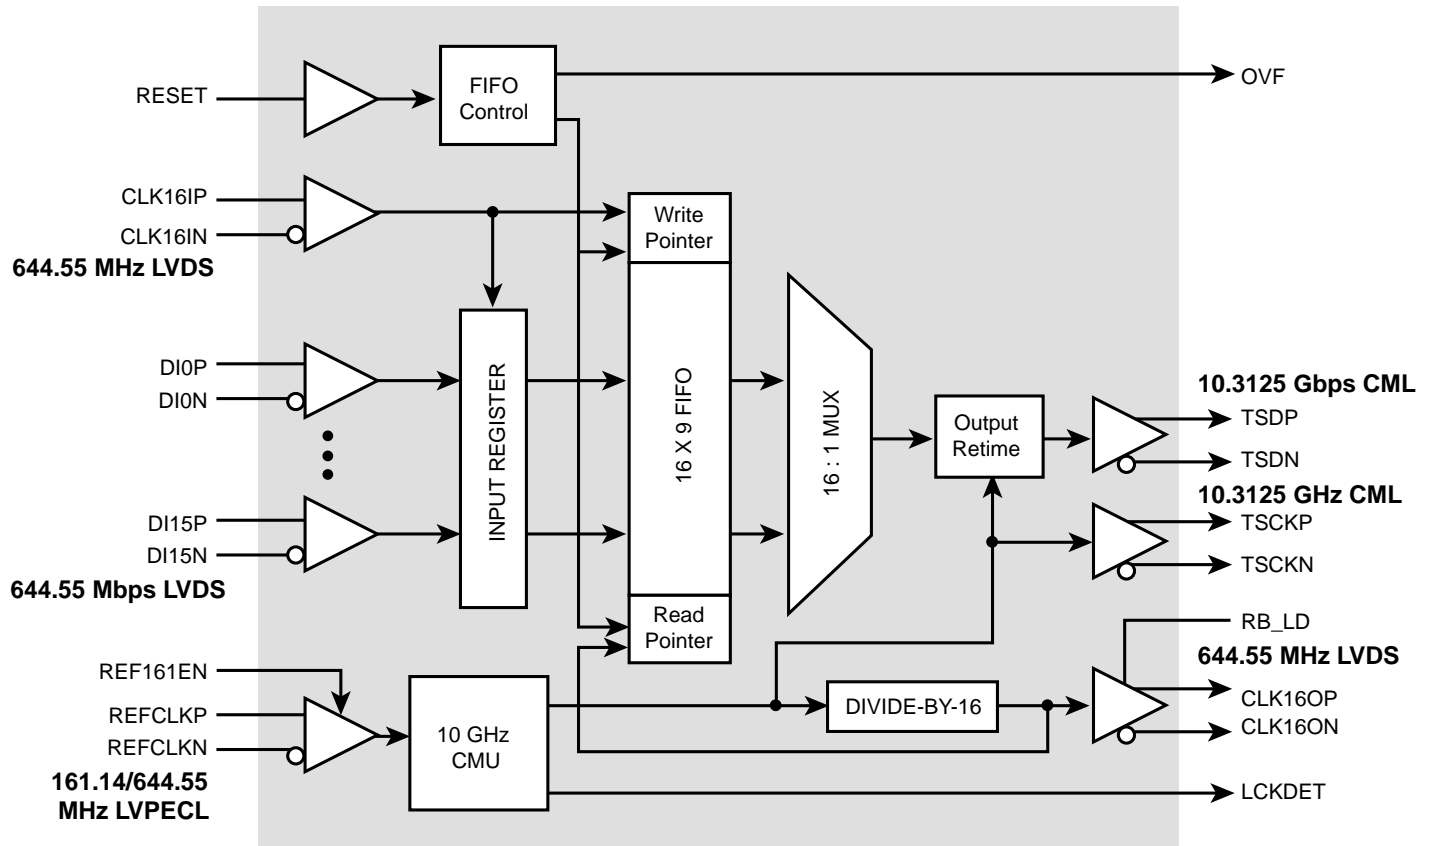 RESET
FIFO
Control
OVF
CLK16IP
CLK16IN
644.55 MHz LVDS
Write
Pointer
DI0P
DI0N
INPUT REGISTER
16 X 9 FIFO
16 : 1 MUX
Output
Retime
10.3125 Gbps CML
TSDP
TSDN
10.3125 GHz CML
TSCKP
TSCKN
DI15P
DI15N
644.55 Mbps LVDS
Read
Pointer
RB_LD
644.55 MHz LVDS
CLK16OP
CLK16ON
REF161EN
REFCLKP
REFCLKN
161.14/644.55
MHz LVPECL
10 GHz
CMU
DIVIDE-BY-16
LCKDET